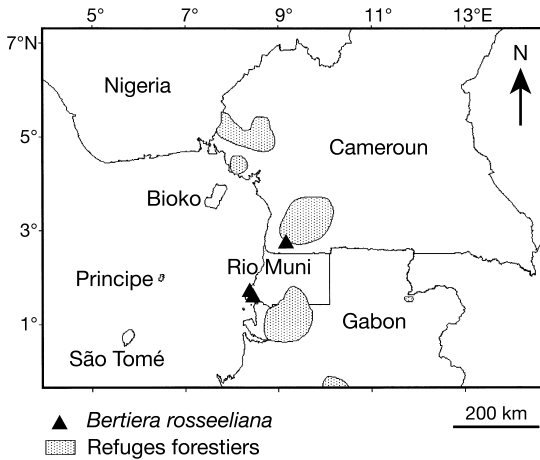 5° 7° 9° 11° 13°E
7°N
N
Nigeria
5°
Cameroun
Bioko
3°
Rio Muni
Principe
1°
Gabon
São Tomé
Bertiera rosseeliana
200 km
Refuges forestiers